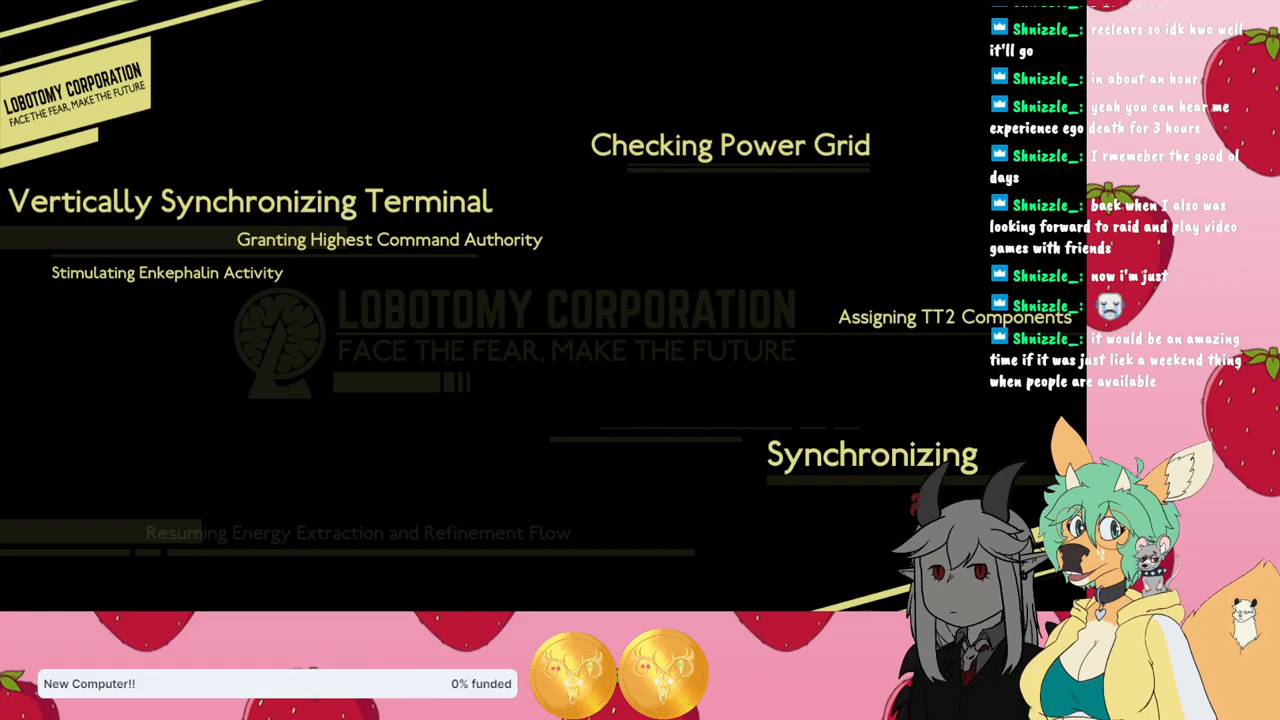 LOBOTOMY CORPORATION
FACE THE FEAR, MAKE THE FUTURE
Checking Power Grid
Vertically Synchronizing Terminal
Granting Highest Command Authority
Stimulating Enkephalin Activity
LOBOTOMY CORPORATION
FACE THE FEAR, MAKE THE FUTURE
Assigning TT2 Components
Synchronizing
Resuming Energy Extraction and Refinement Flow
Shnizzle_: reclears so idk hwo well
it'll go
Shnizzle_: in about an hour
Shnizzle_: yeah you can hear me
experience ego death for 3 hours
Shnizzle_: I rmemeber the good ol
days
Shnizzle_: back when I also was
looking forward to raid and play video
games with friends
Shnizzle_: now i'm just
Shnizzle_:
Shnizzle_: it would be an amazing
time if it was just liek a weekend thing
when people are available
New Computer!! 0% funded